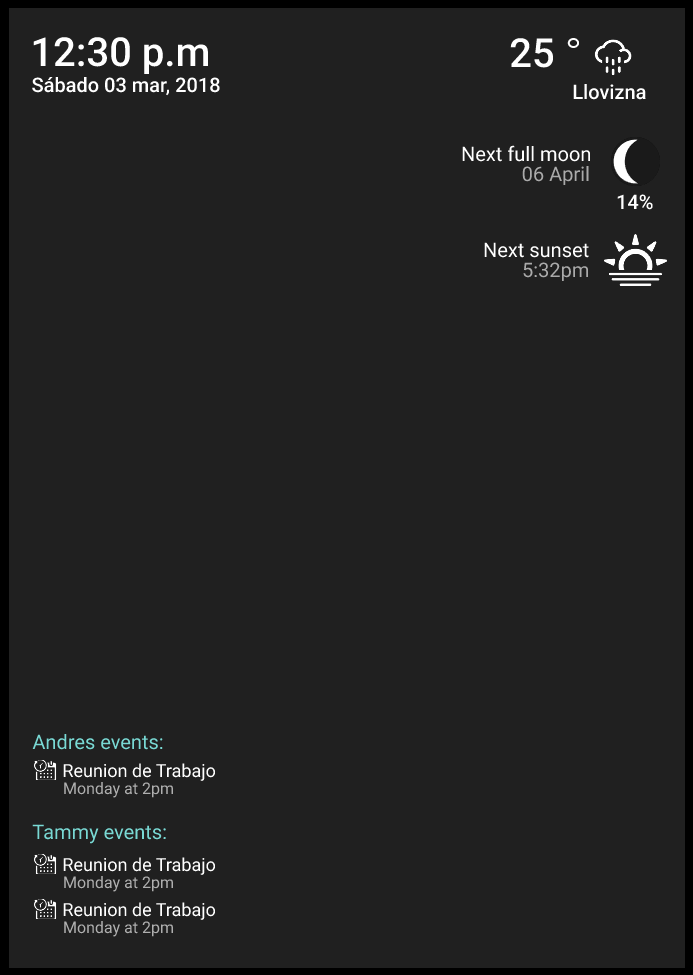 12:30 p.m
Sábado 03 mar, 2018
25 °
Llovizna
Next full moon
06 April
14%
Next sunset
5:32pm
Andres events:
Reunion de Trabajo
Monday at 2pm
Tammy events:
Reunion de Trabajo
Monday at 2pm
Reunion de Trabajo
Monday at 2pm